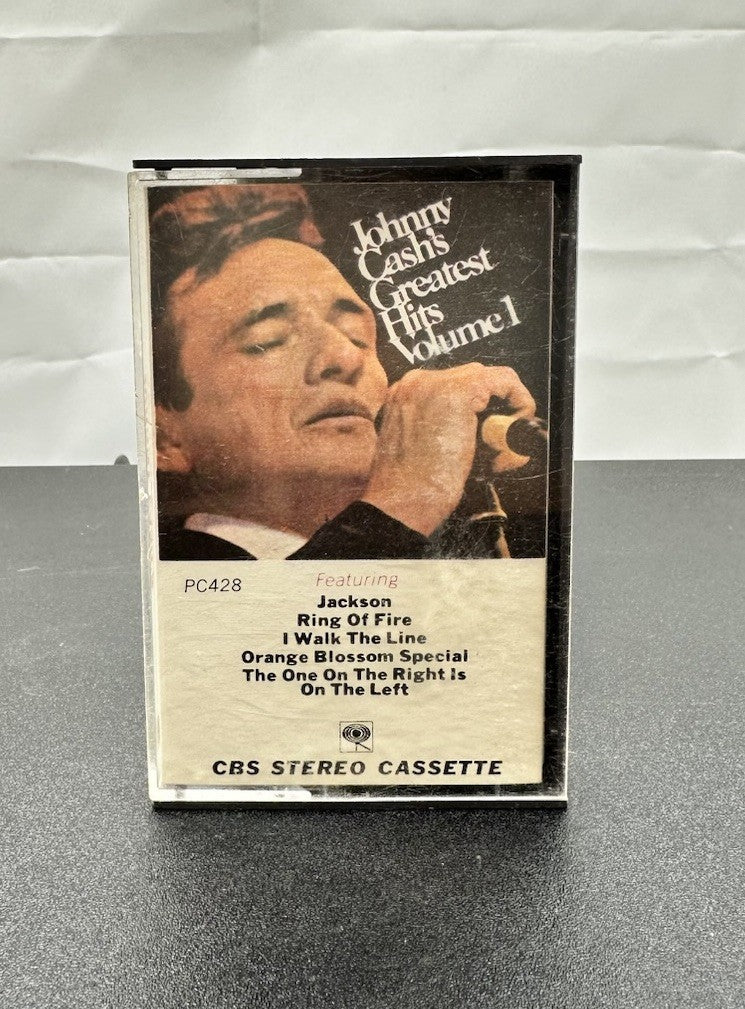 Johnny
Cash's
Greatest
Hits
Volume 1
PC428
Featuring
Jackson
Ring Of Fire
I Walk The Line
Orange Blossom Special
The One On The Right Is
On The Left
CBS STEREO CASSETTE